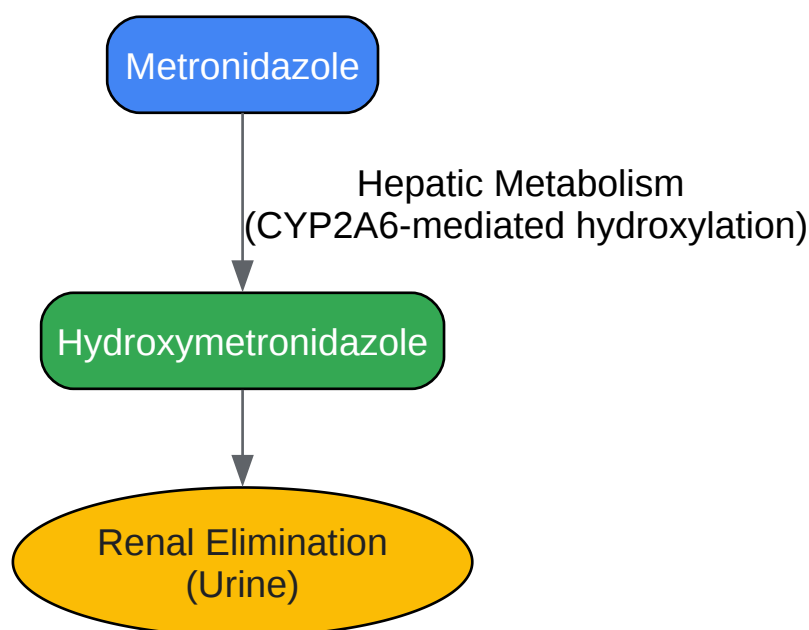 Metronidazole
Hepatic Metabolism
(CYP2A6-mediated hydroxylation)
Hydroxymetronidazole
Renal Elimination
(Urine)